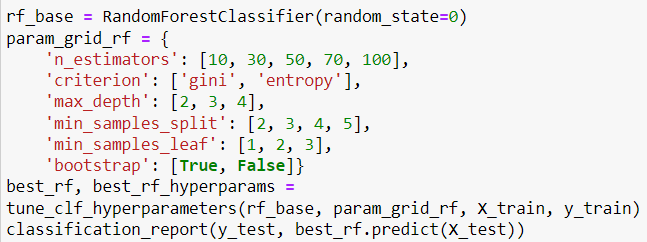 rf_base = RandomForestClassifier(random_state=0)
param_grid_rf = {
    'n_estimators': [10, 30, 50, 70, 100],
    'criterion': ['gini', 'entropy'],
    'max_depth': [2, 3, 4],
    'min_samples_split': [2, 3, 4, 5],
    'min_samples_leaf': [1, 2, 3],
    'bootstrap': [True, False]}
best_rf, best_rf_hyperparams =
tune_clf_hyperparameters(rf_base, param_grid_rf, X_train, y_train)
classification_report(y_test, best_rf.predict(X_test))